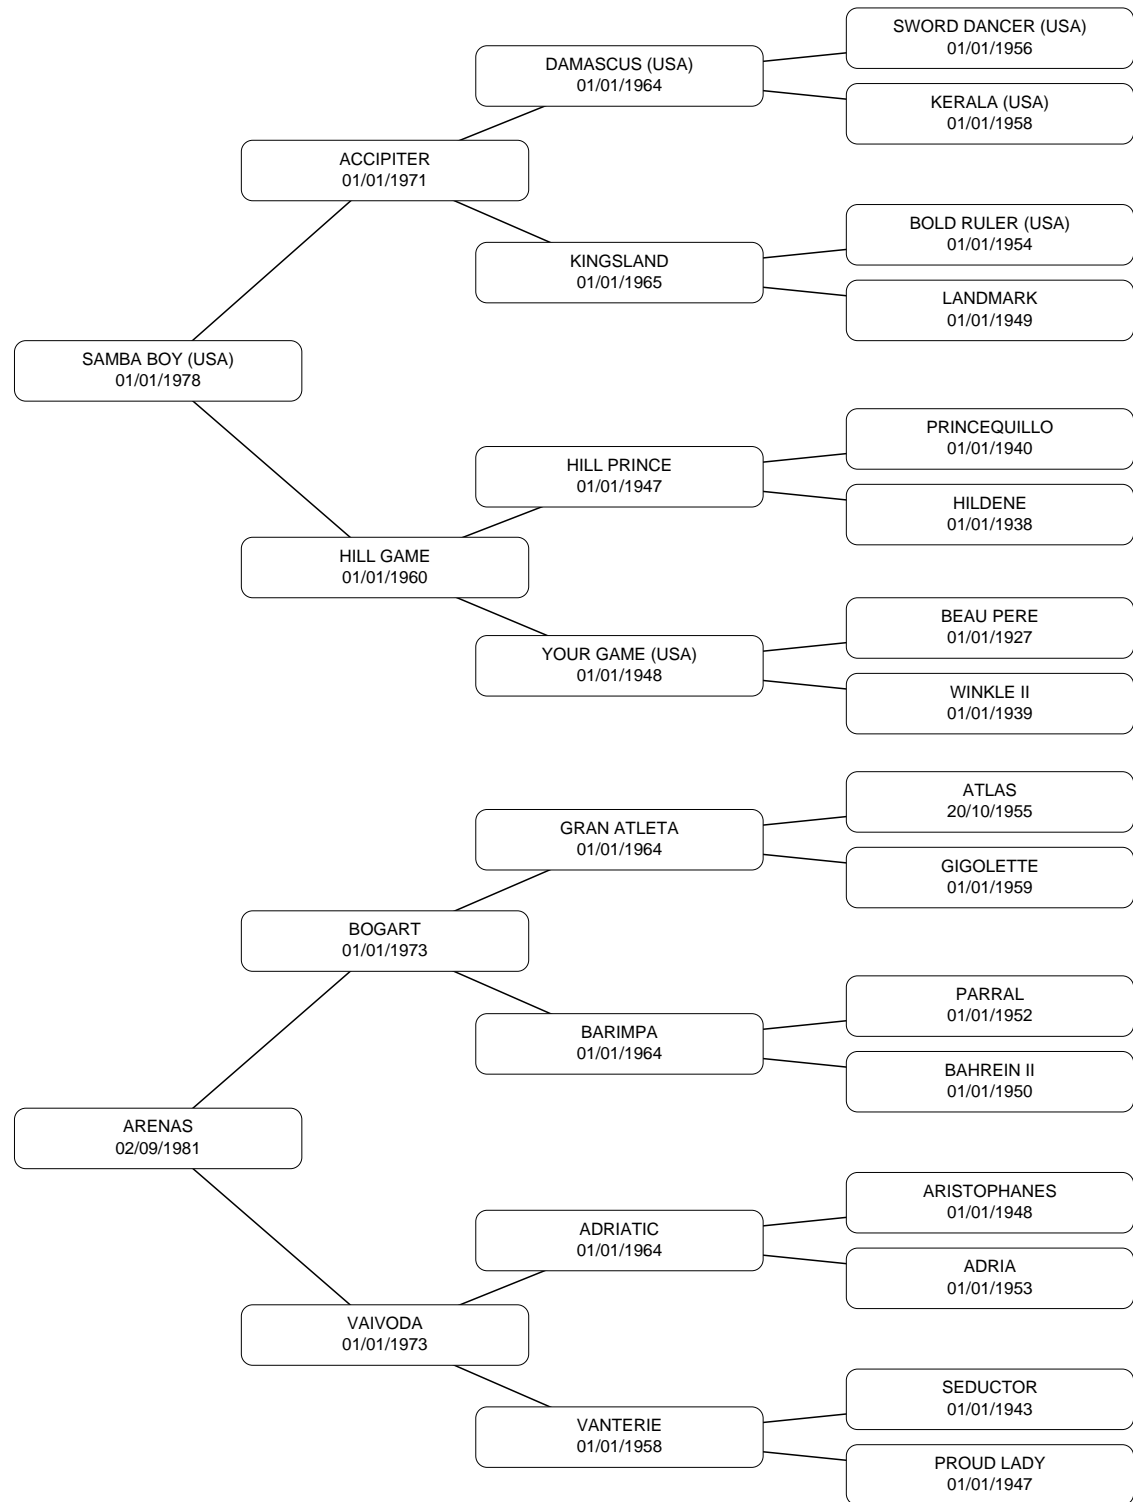 SWORD DANCER (USA)
01/01/1956
DAMASCUS (USA)
01/01/1964
KERALA (USA)
01/01/1958
ACCIPITER
01/01/1971
BOLD RULER (USA)
01/01/1954
KINGSLAND
01/01/1965
LANDMARK
01/01/1949
SAMBA BOY (USA)
01/01/1978
PRINCEQUILLO
01/01/1940
HILL PRINCE
01/01/1947
HILDENE
01/01/1938
HILL GAME
01/01/1960
BEAU PERE
01/01/1927
YOUR GAME (USA)
01/01/1948
WINKLE II
01/01/1939
ATLAS
20/10/1955
GRAN ATLETA
01/01/1964
GIGOLETTE
01/01/1959
BOGART
01/01/1973
PARRAL
01/01/1952
BARIMPA
01/01/1964
BAHREIN II
01/01/1950
ARENAS
02/09/1981
ARISTOPHANES
01/01/1948
ADRIATIC
01/01/1964
ADRIA
01/01/1953
VAIVODA
01/01/1973
SEDUCTOR
01/01/1943
VANTERIE
01/01/1958
PROUD LADY
01/01/1947